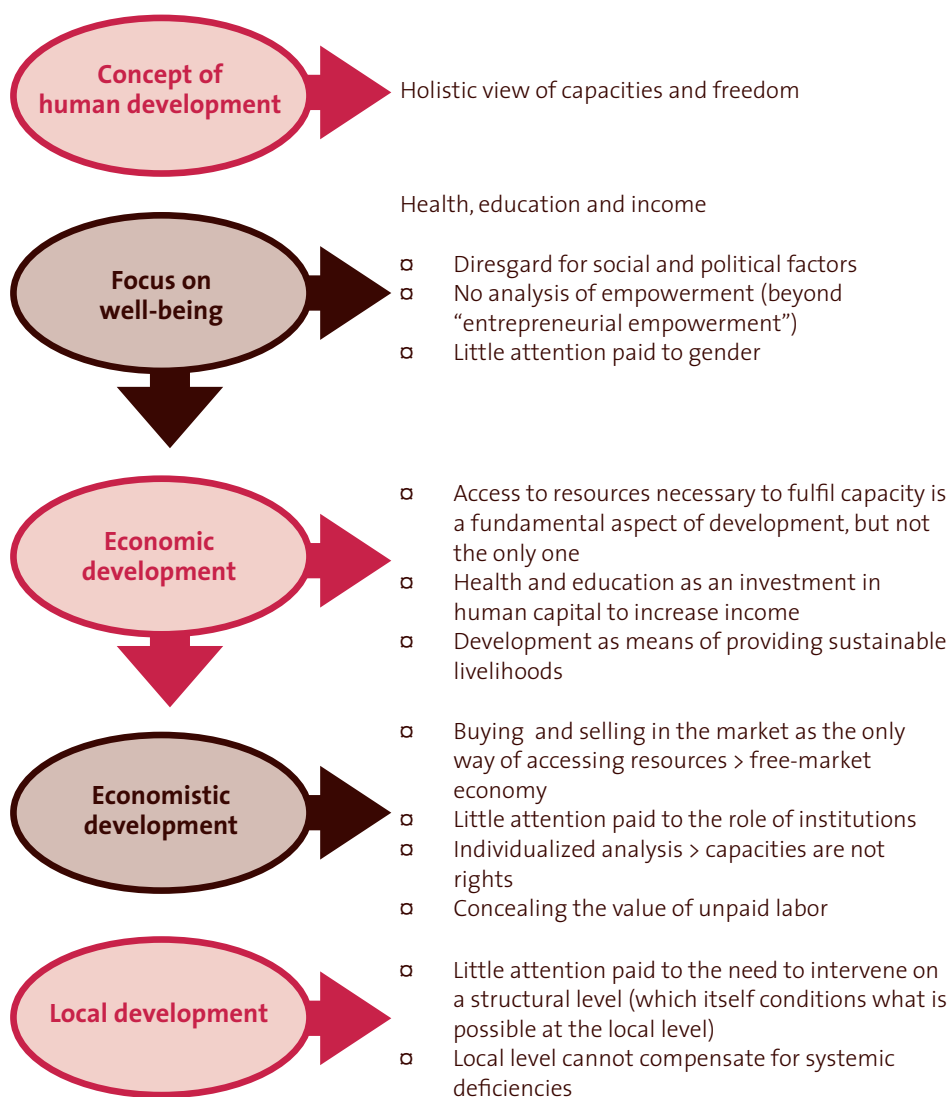 Concept of
human development
Holistic view of capacities and freedom
Health, education and income
Focus on
well-being
¤ Diresgard for social and political factors
¤ No analysis of empowerment (beyond
“entrepreneurial empowerment”)
¤ Little attention paid to gender
Economic
development
¤ Access to resources necessary to fulfil capacity is
a fundamental aspect of development, but not
the only one
¤ Health and education as an investment in
human capital to increase income
¤ Development as means of providing sustainable
livelihoods
Economistic
development
¤ Buying and selling in the market as the only
way of accessing resources > free-market
economy
¤ Little attention paid to the role of institutions
¤ Individualized analysis > capacities are not
rights
¤ Concealing the value of unpaid labor
Local development
¤ Little attention paid to the need to intervene on
a structural level (which itself conditions what is
possible at the local level)
¤ Local level cannot compensate for systemic
deficiencies